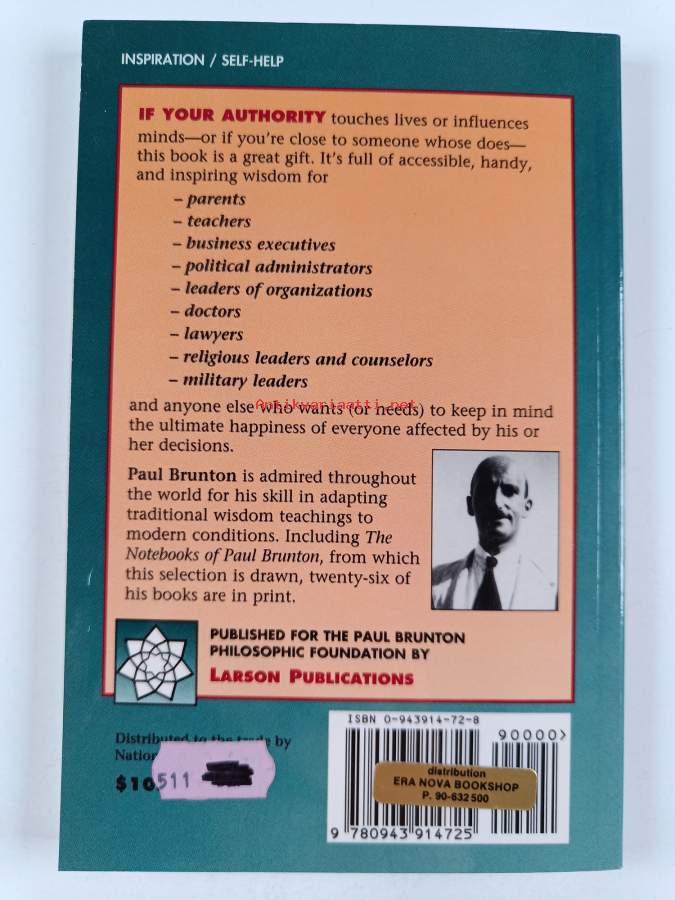 INSPIRATION / SELF-HELP
IF YOUR AUTHORITY touches lives or influences
minds—or if you're close to someone whose does—
this book is a great gift. It's full of accessible, handy,
and inspiring wisdom for
– parents
– teachers
– business executives
– political administrators
– leaders of organizations
– doctors
– lawyers
– religious leaders and counselors
– military leaders
Antikvariaatti.net
and anyone else who wants (or needs) to keep in mind
the ultimate happiness of everyone affected by his or
her decisions.
Paul Brunton is admired throughout
the world for his skill in adapting
traditional wisdom teachings to
modern conditions. Including The
Notebooks of Paul Brunton, from which
this selection is drawn, twenty-six of
his books are in print.
PUBLISHED FOR THE PAUL BRUNTON
PHILOSOPHIC FOUNDATION BY
LARSON PUBLICATIONS
Distributed to the trade by
$10
511
ISBN 0-943914-72-8
90000>
distribution
ERA NOVA BOOKSHOP
P. 90-632 500
9 780943 914725